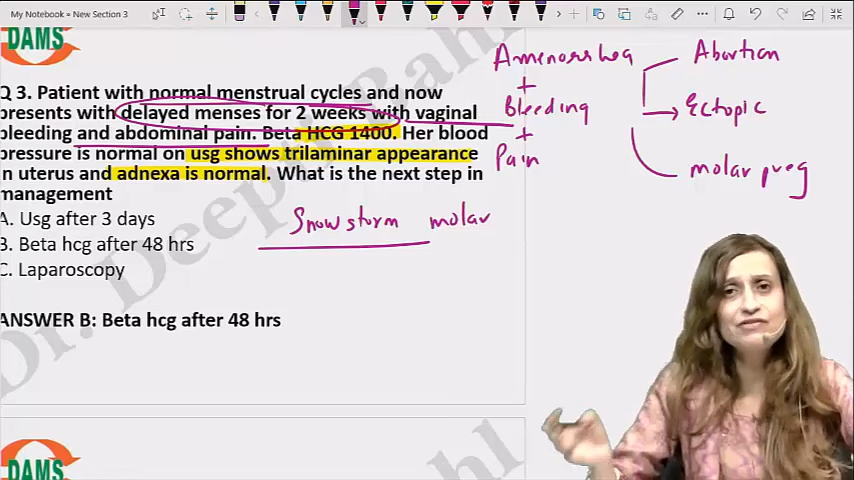 My Notebook • New Section 3
DAMS
Q 3. Patient with normal menstrual cycles and now
presents with delayed menses for 2 weeks with vaginal
bleeding and abdominal pain. Beta HCG 1400. Her blood
pressure is normal on usg shows trilaminar appearance
in uterus and adnexa is normal. What is the next step in
management
A. Usg after 3 days
B. Beta hcg after 48 hrs
C. Laparoscopy
ANSWER B: Beta hcg after 48 hrs
Snowstorm molar
Amenorrhea
+
Bleeding
+
Pain
Abortion
Ectopic
molar preg
Dr. Deepti Bahl
DAMS